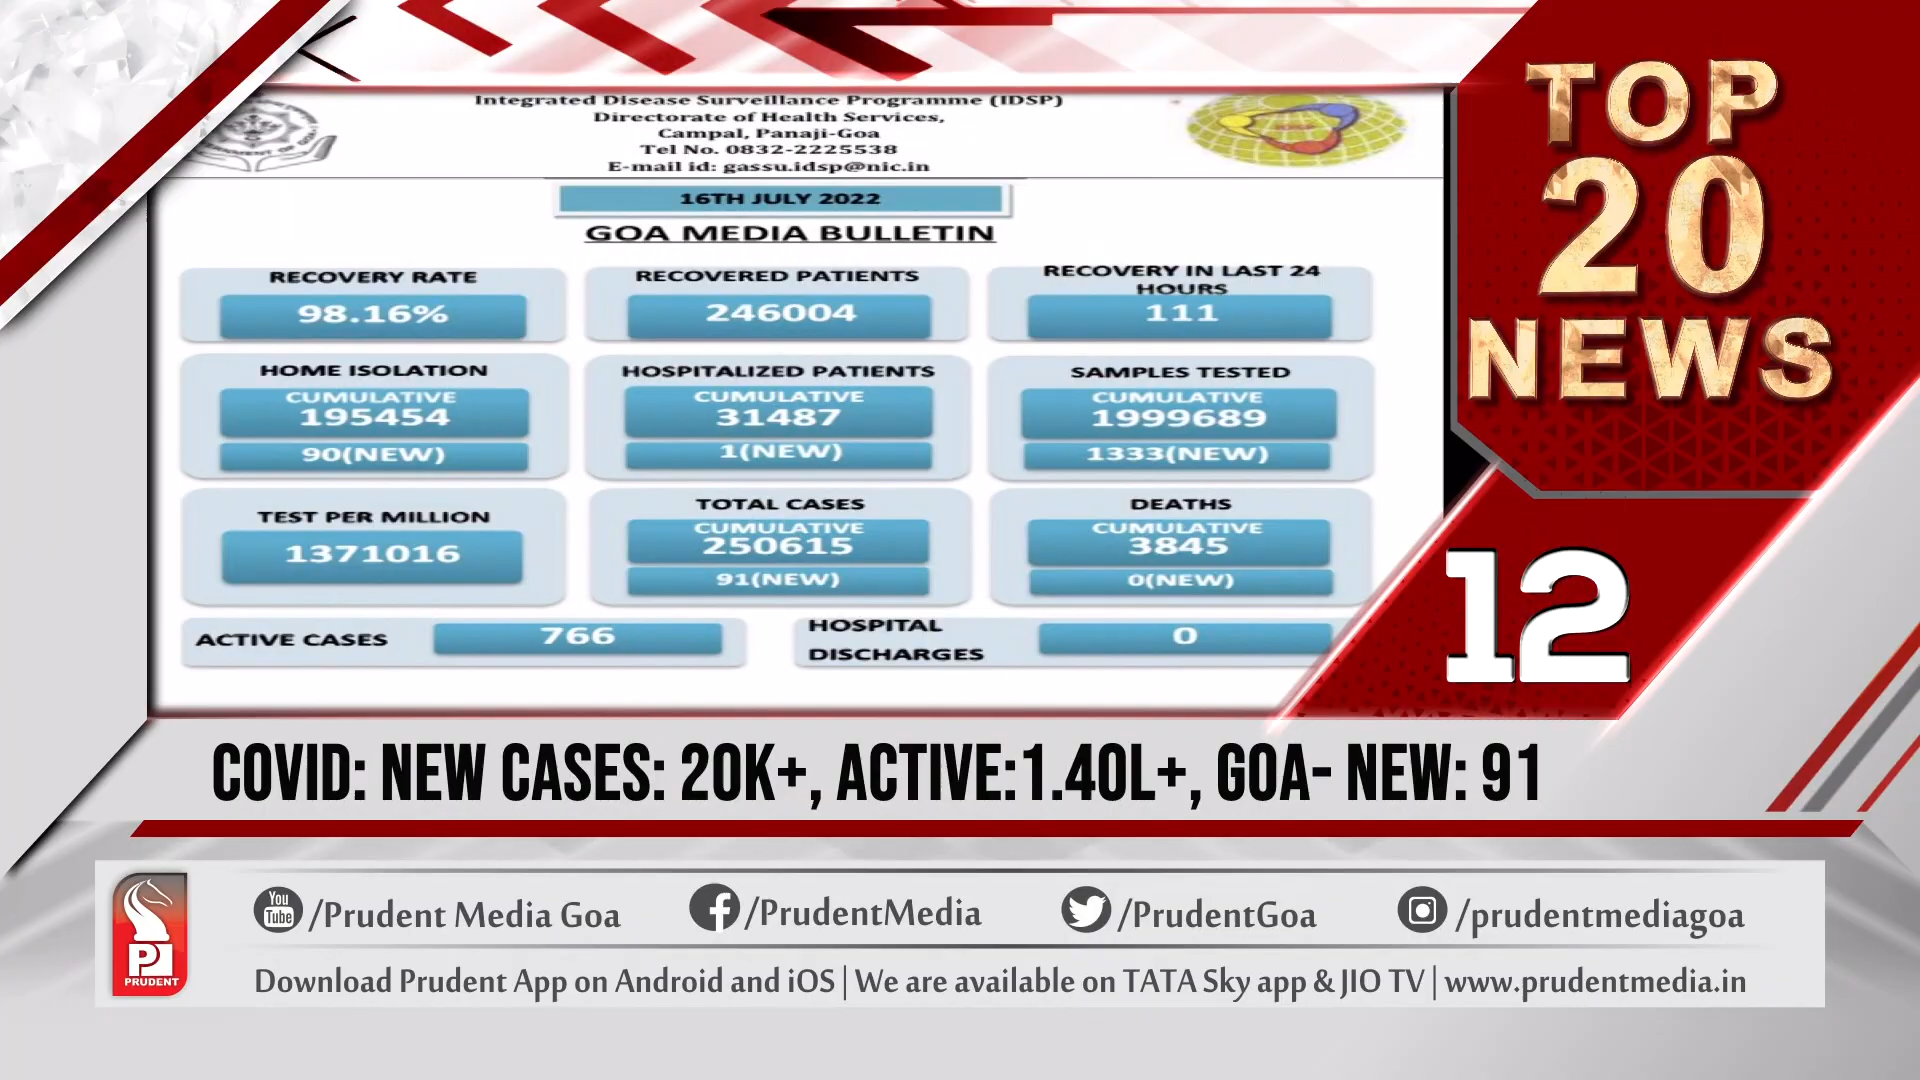 Integrated Disease Surveillance Programme (IDSP)
Directorate of Health Services,
Campal, Panaji-Goa
Tel No. 0832-2225538
E-mail id: gassu.idsp@nic.in
16TH JULY 2022
GOA MEDIA BULLETIN
RECOVERY RATE
98.16%
RECOVERED PATIENTS
246004
RECOVERY IN LAST 24
HOURS
111
HOME ISOLATION
CUMULATIVE
195454
90(NEW)
HOSPITALIZED PATIENTS
CUMULATIVE
31487
1(NEW)
SAMPLES TESTED
CUMULATIVE
1999689
1333(NEW)
TEST PER MILLION
1371016
TOTAL CASES
CUMULATIVE
250615
91(NEW)
DEATHS
CUMULATIVE
3845
0(NEW)
ACTIVE CASES
766
HOSPITAL
DISCHARGES
0
TOP
20
NEWS
12
COVID: NEW CASES: 20K+, ACTIVE:1.40L+, GOA- NEW: 91
PRUDENT
You
Tube
/Prudent Media Goa
/PrudentMedia
/PrudentGoa
/prudentmediagoa
Download Prudent App on Android and iOS | We are available on TATA Sky app & JIO TV | www.prudentmedia.in